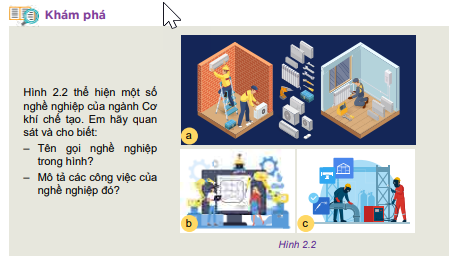 Khám phá
Hình 2.2 thể hiện một số
nghề nghiệp của ngành Cơ
khí chế tạo. Em hãy quan
sát và cho biết:
– Tên gọi nghề nghiệp
trong hình?
– Mô tả các công việc của
nghề nghiệp đó?
a
b
c
Hình 2.2